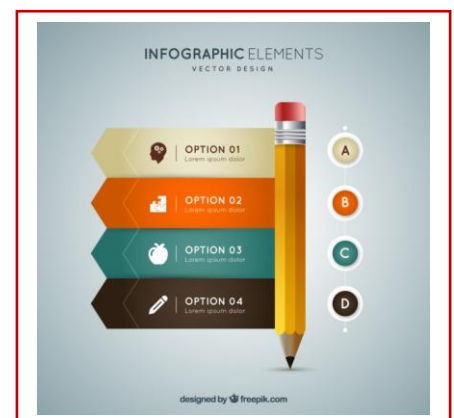 INFOGRAPHIC ELEMENTS
VECTOR DESIGN
OPTION 01
Lorem ipsum dolor
A
OPTION 02
Lorem ipsum dolor
B
OPTION 03
Lorem ipsum dolor
C
OPTION 04
Lorem ipsum dolor
D
designed by freepik.com